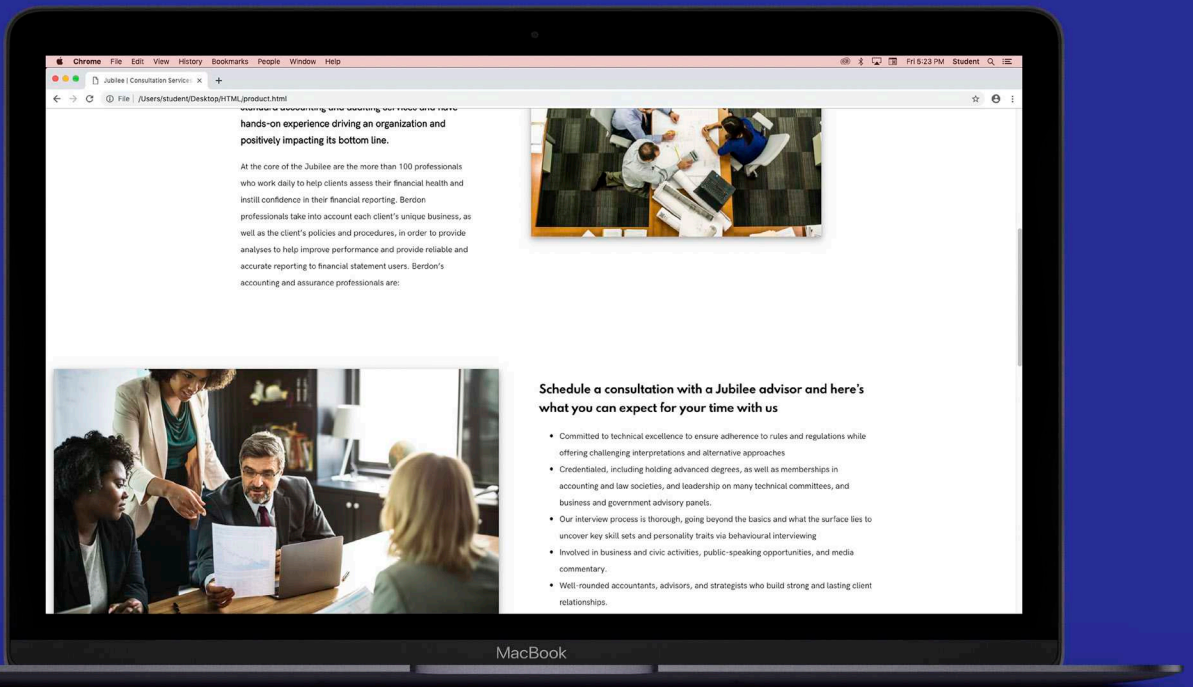 Chrome File Edit View History Bookmarks People Window Help
Fri 5:23 PM Student
Jubilee | Consultation Services
File /Users/student/Desktop/HTML/product.html
standard accounting and auditing services and have
hands-on experience driving an organization and
positively impacting its bottom line.
At the core of the Jubilee are the more than 100 professionals
who work daily to help clients assess their financial health and
instill confidence in their financial reporting. Berdon
professionals take into account each client's unique business, as
well as the client's policies and procedures, in order to provide
analyses to help improve performance and provide reliable and
accurate reporting to financial statement users. Berdon's
accounting and assurance professionals are:
Schedule a consultation with a Jubilee advisor and here's
what you can expect for your time with us
• Committed to technical excellence to ensure adherence to rules and regulations while
offering challenging interpretations and alternative approaches
• Credentialed, including holding advanced degrees, as well as memberships in
accounting and law societies, and leadership on many technical committees, and
business and government advisory panels.
• Our interview process is thorough, going beyond the basics and what the surface lies to
uncover key skill sets and personality traits via behavioural interviewing
• Involved in business and civic activities, public-speaking opportunities, and media
commentary.
• Well-rounded accountants, advisors, and strategists who build strong and lasting client
relationships.
MacBook